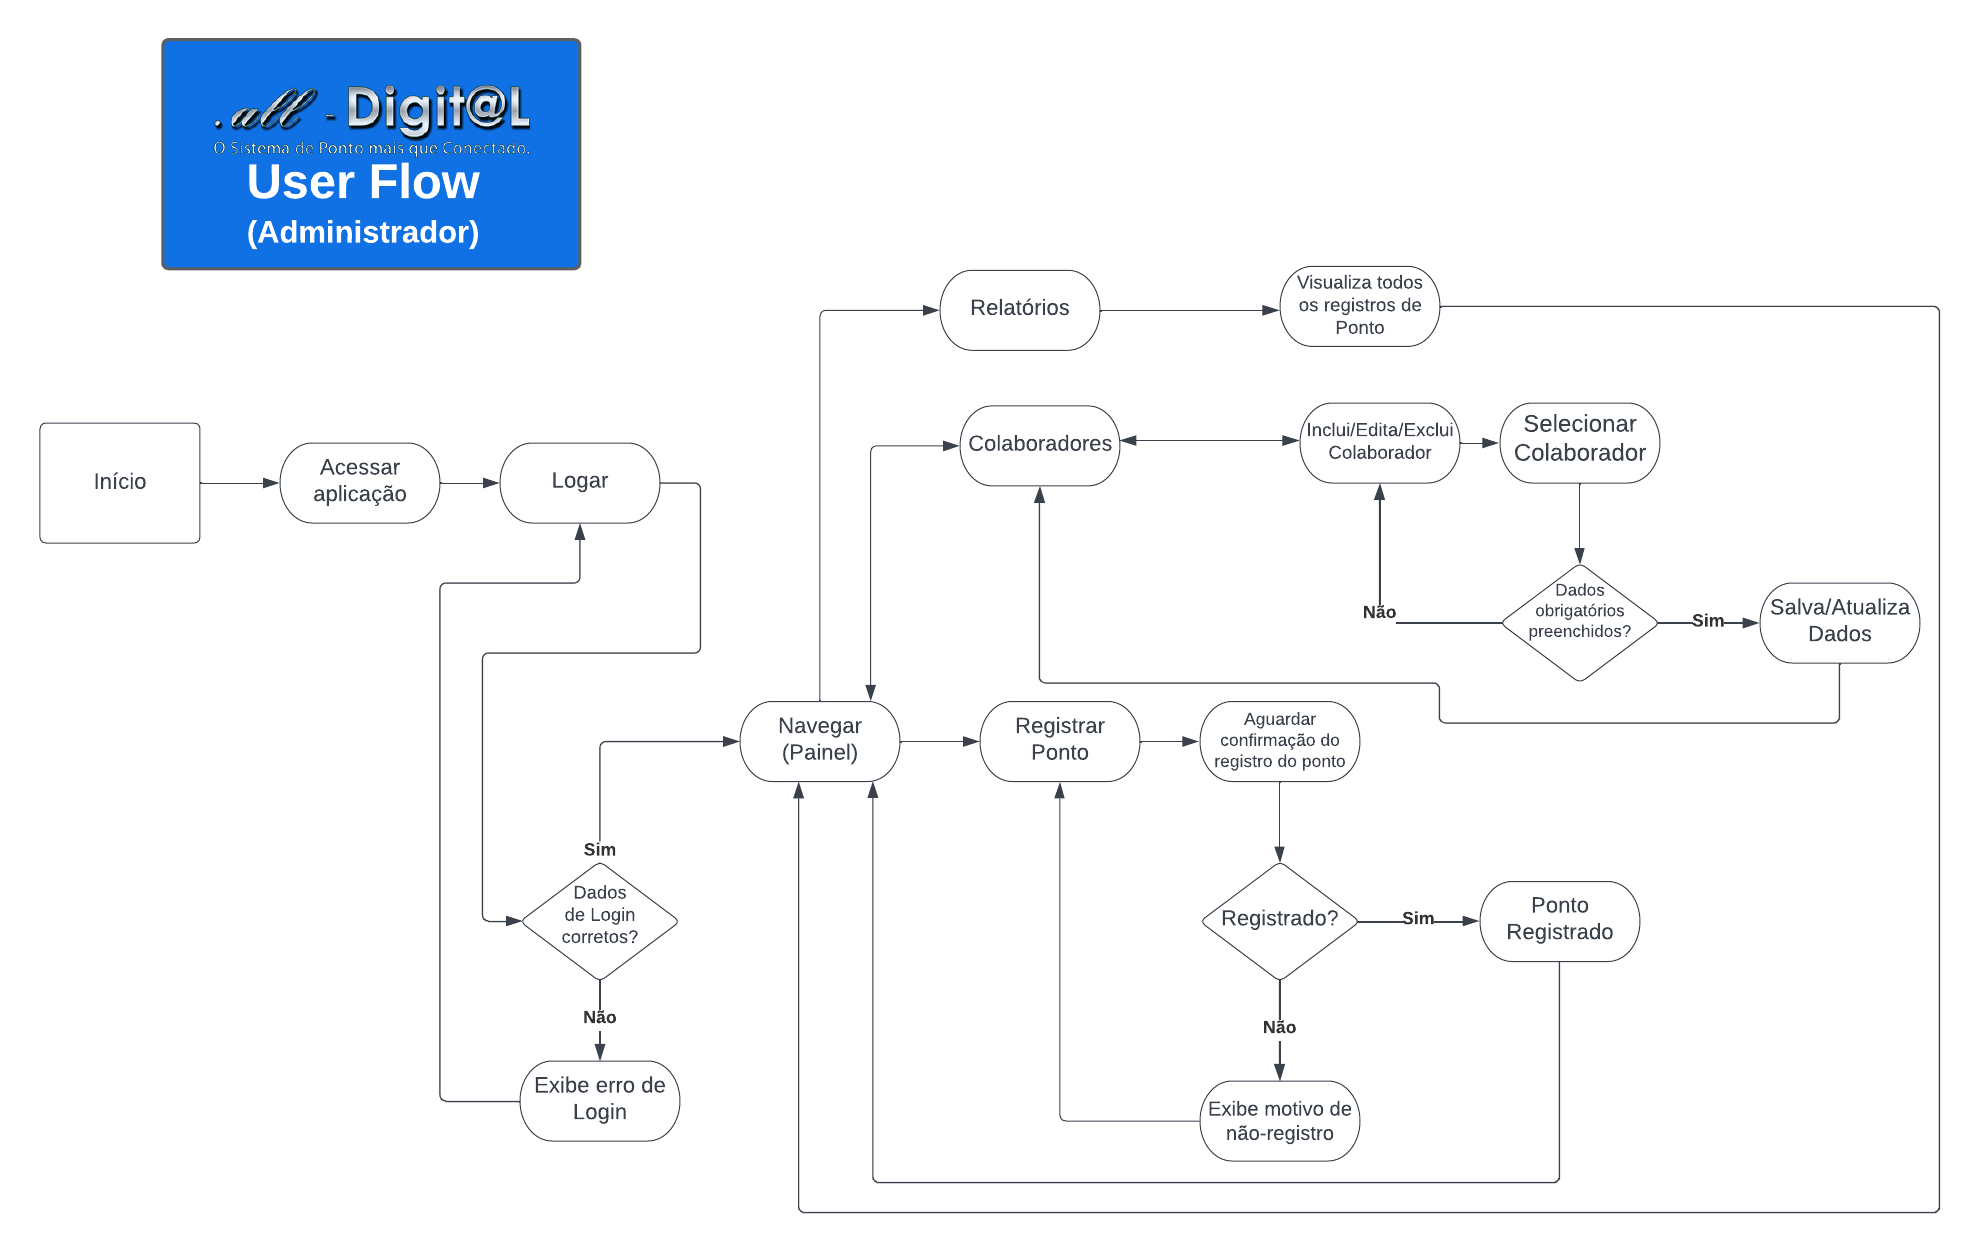 .all - Digit@L
O Sistema de Ponto mais que Conectado.
User Flow
(Administrador)
Relatórios
Visualiza todos
os registros de
Ponto
Início
Acessar
aplicação
Logar
Colaboradores
Inclui/Edita/Exclui
Colaborador
Selecionar
Colaborador
Dados
obrigatórios
preenchidos?
Não
Sim
Salva/Atualiza
Dados
Navegar
(Painel)
Registrar
Ponto
Aguardar
confirmação do
registro do ponto
Sim
Dados
de Login
corretos?
Não
Exibe erro de
Login
Registrado?
Sim
Ponto
Registrado
Não
Exibe motivo de
não-registro